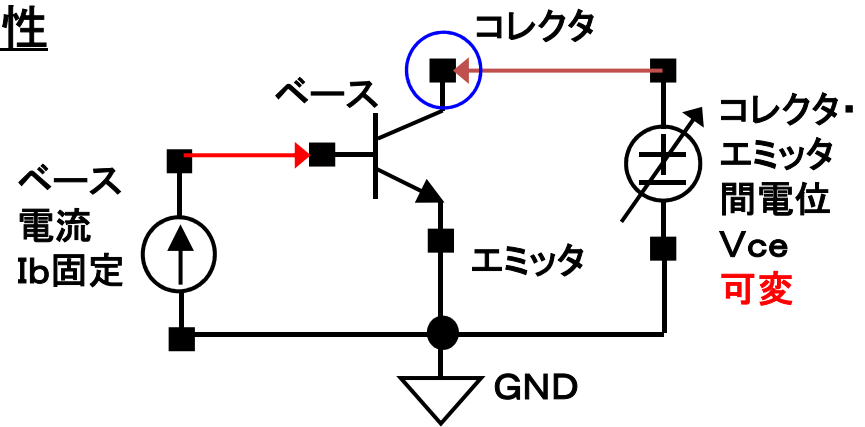 性
コレクタ
ベース
ベース
電流
Ib固定
コレクタ・
エミッタ
間電位
Vce
可変
エミッタ
GND